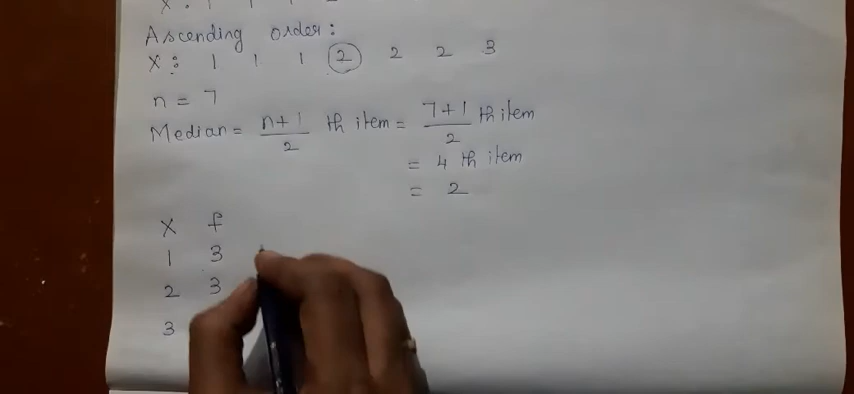 Ascending order:
X: 1 1 1 2 2 2 3
n = 7
Median = n+1/2 th item = 7+1/2 th item
= 4 th item
= 2
X f
1 3
2 3
3